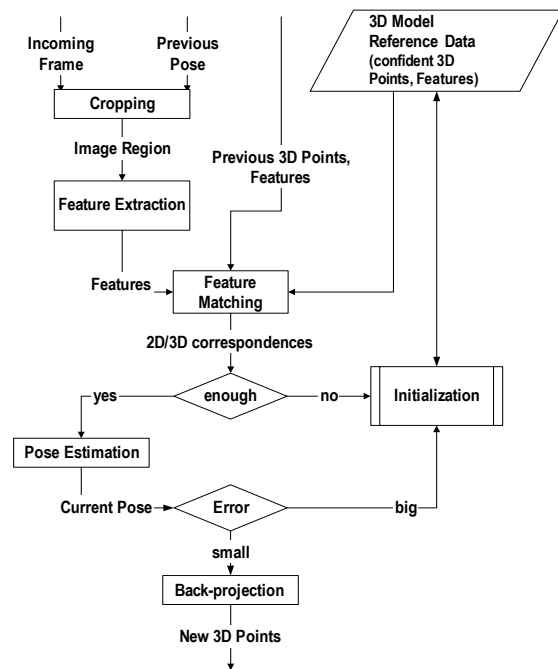 Incoming
Frame
Previous
Pose
3D Model
Reference Data
(confident 3D
Points, Features)
Cropping
Image Region
Previous 3D Points,
Features
Feature Extraction
Features
Feature
Matching
2D/3D correspondences
yes
enough
no
Initialization
Pose Estimation
Current Pose
Error
big
small
Back-projection
New 3D Points